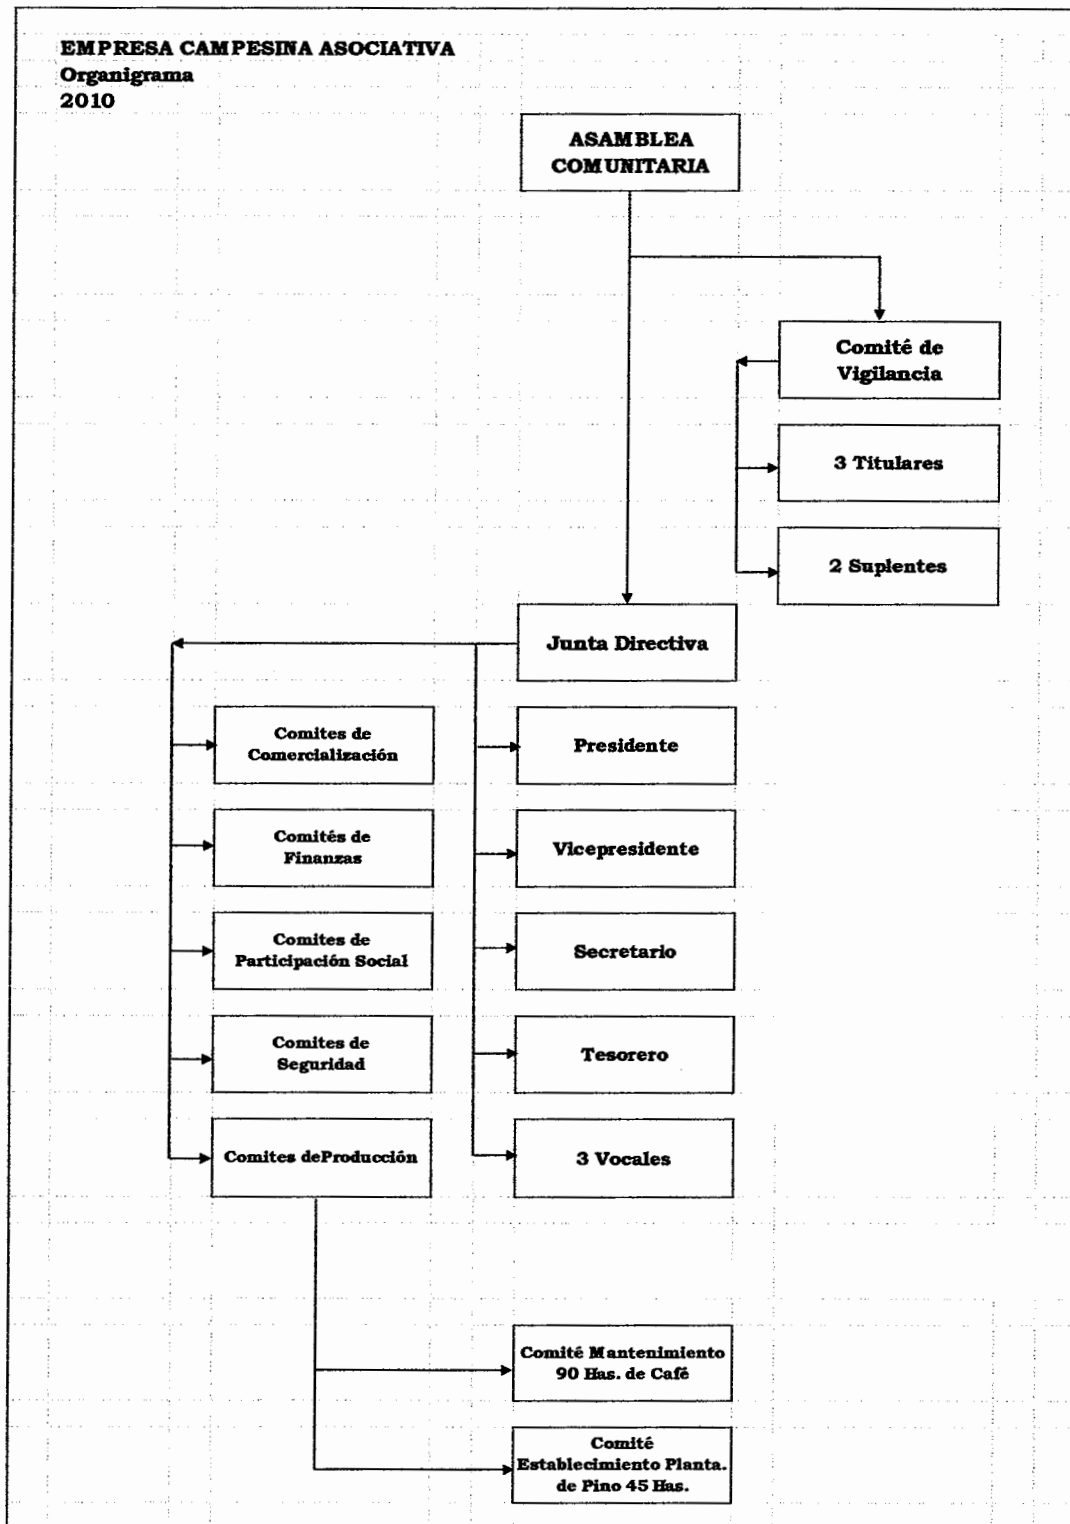 EMPRESA CAMPESINA ASOCIATIVA
Organigrama
2010
ASAMBLEA
COMUNITARIA
Comité de
Vigilancia
3 Titulares
2 Suplentes
Junta Directiva
Comites de
Comercialización
Presidente
Comités de
Finanzas
Vicepresidente
Comites de
Participación Social
Secretario
Comites de
Seguridad
Tesorero
Comites deProducción
3 Vocales
Comité Mantenimiento
90 Has. de Café
Comité
Establecimiento Planta.
de Pino 45 Has.